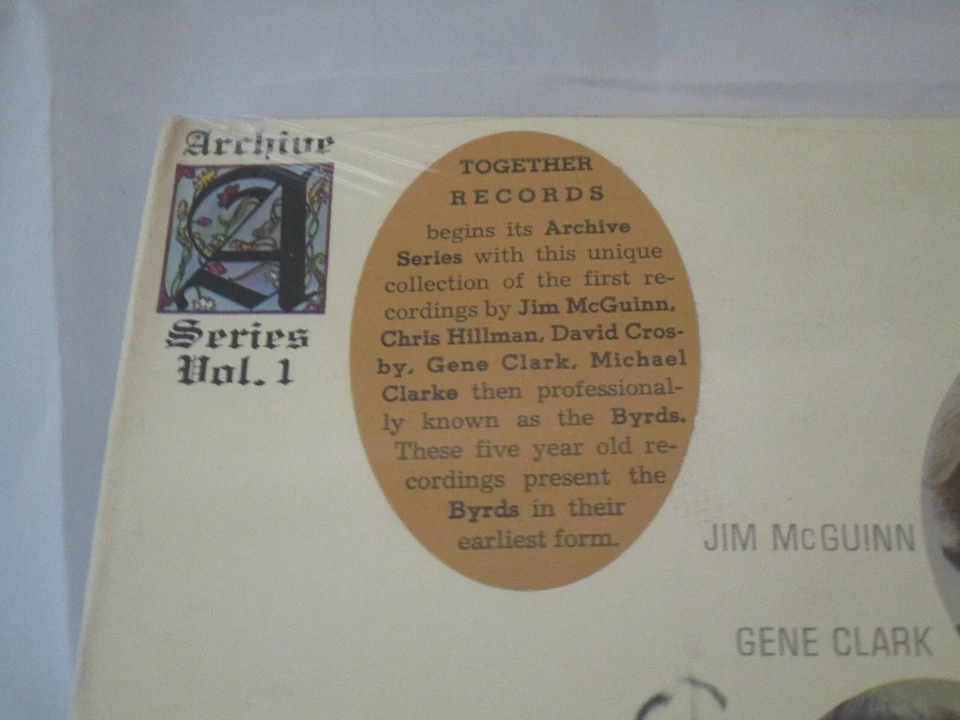 Archive
A
Series
Vol. 1
TOGETHER
RECORDS
begins its Archive
Series with this unique
collection of the first re-
cordings by Jim McGuinn,
Chris Hillman, David Cros-
by, Gene Clark, Michael
Clarke then professional-
ly known as the Byrds.
These five year old re-
cordings present the
Byrds in their
earliest form.
JIM McGUINN
GENE CLARK